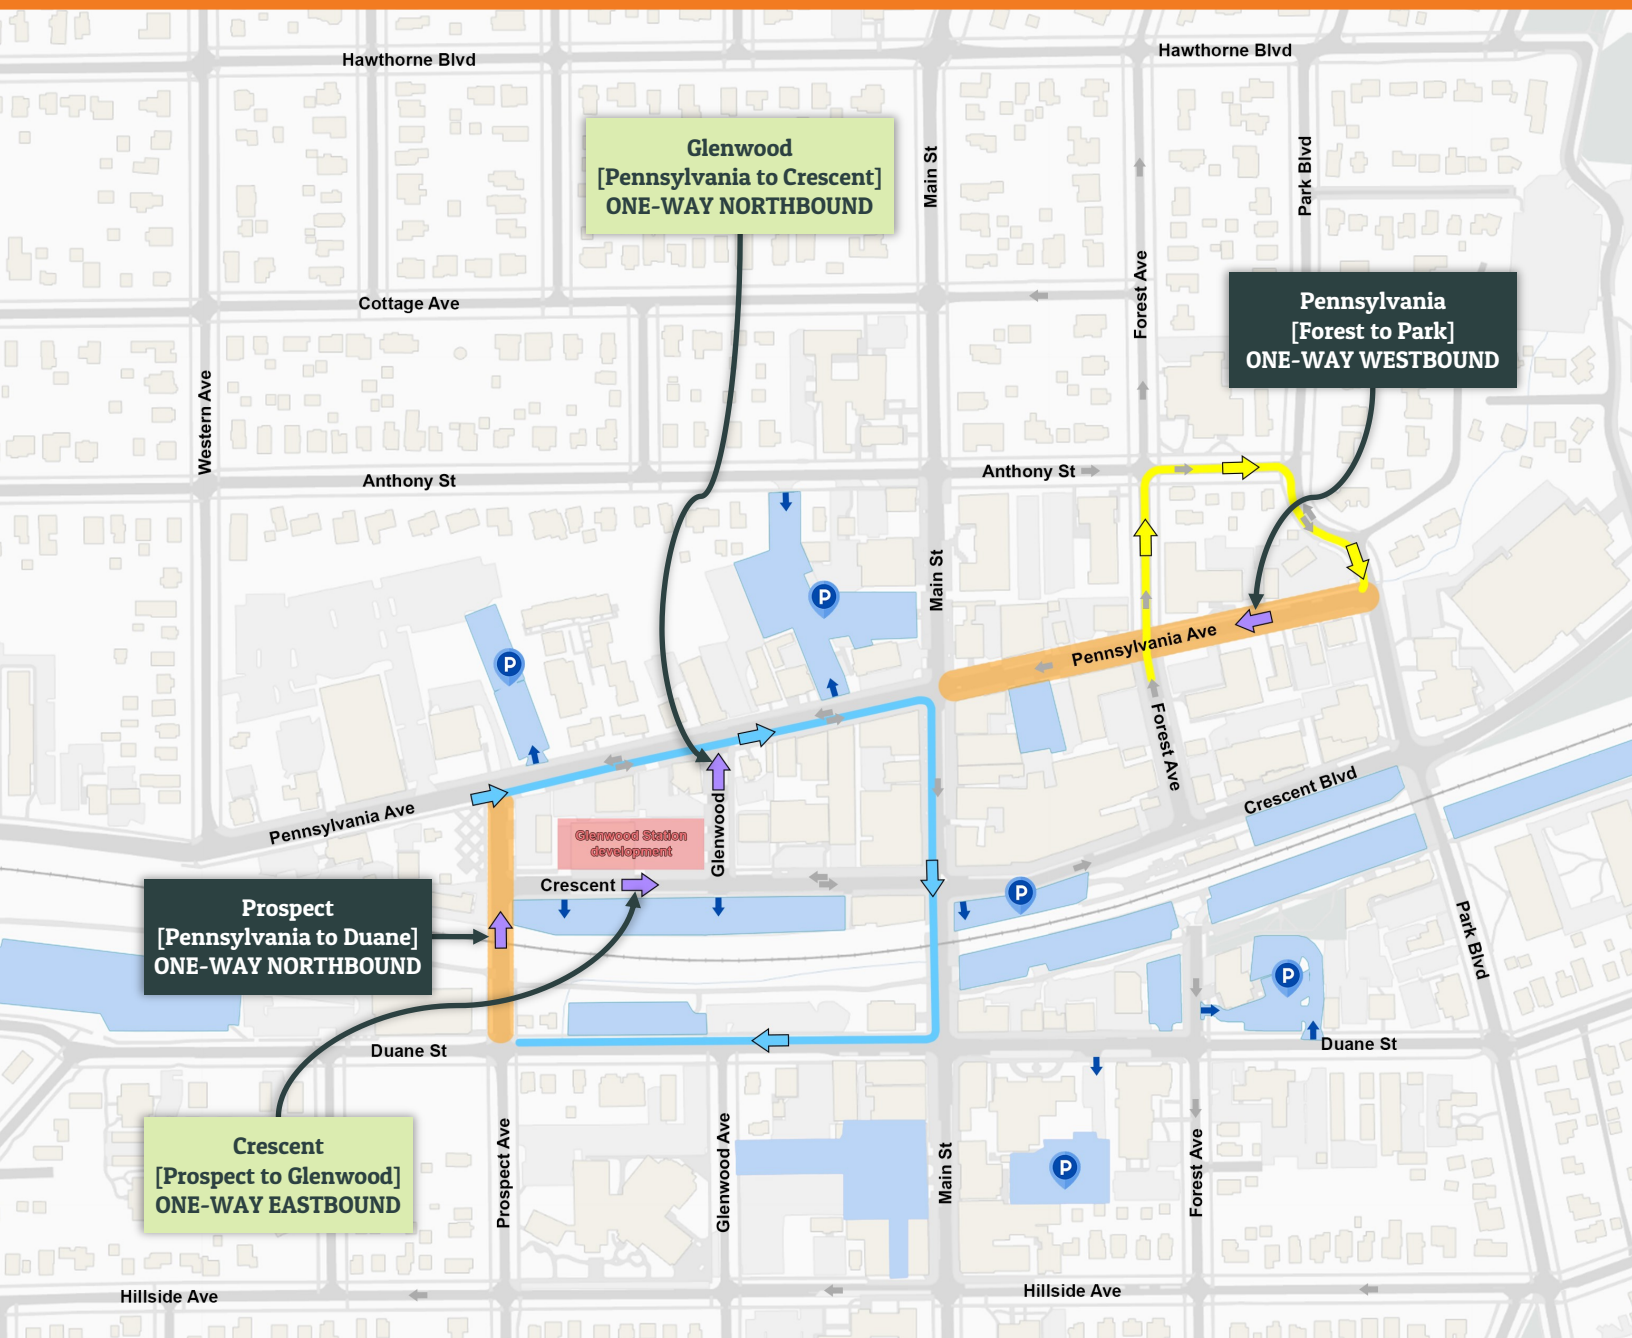 Hawthorne Blvd
Hawthorne Blvd
Glenwood
[Pennsylvania to Crescent]
ONE-WAY NORTHBOUND
Main St
Park Blvd
Forest Ave
Cottage Ave
Pennsylvania
[Forest to Park]
ONE-WAY WESTBOUND
Western Ave
Anthony St
Anthony St
Main St
P
P
Pennsylvania Ave
Forest Ave
Crescent Blvd
Pennsylvania Ave
Glenwood
Glenwood Station
development
Crescent
P
Prospect
[Pennsylvania to Duane]
ONE-WAY NORTHBOUND
Park Blvd
P
Duane St
Duane St
Crescent
[Prospect to Glenwood]
ONE-WAY EASTBOUND
Prospect Ave
Glenwood Ave
Main St
P
Forest Ave
Hillside Ave
Hillside Ave